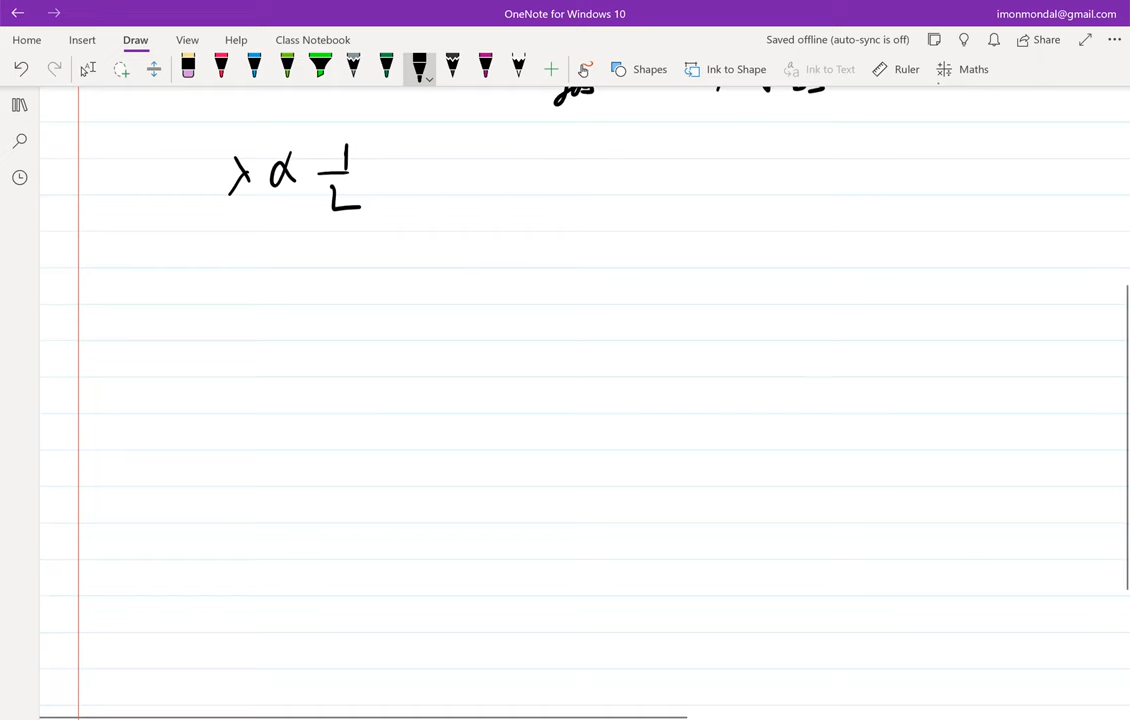 OneNote for Windows 10
imonmondal@gmail.com
Home Insert Draw View Help Class Notebook
Saved offline (auto-sync is off)
Share
Shapes Ink to Shape Ink to Text Ruler Maths
λ ∝ 1/L